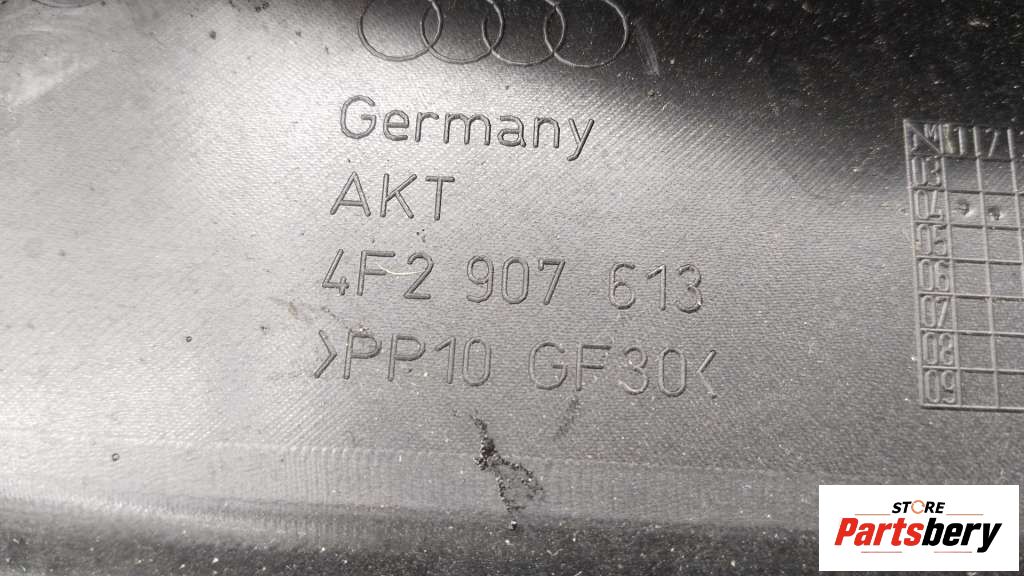 Germany
AKT
4F2 907 613
>PP10 GF30<
03
04
05
06
07
08
09
STORE
Partsbery